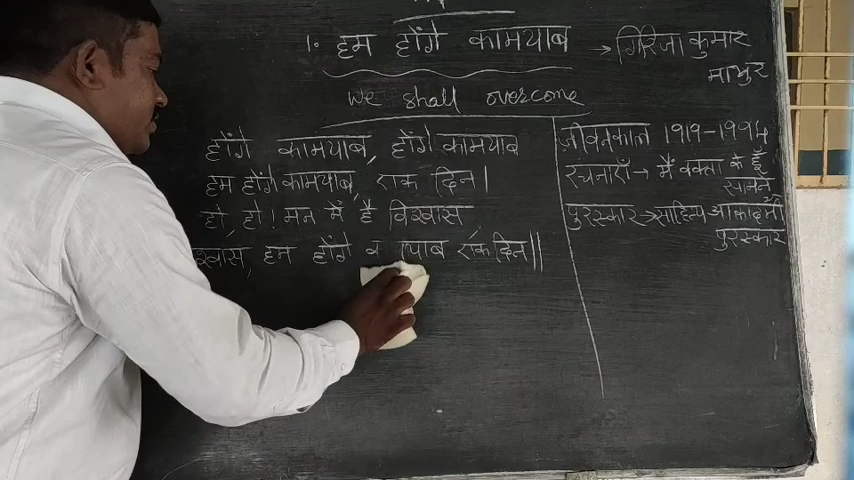 1. हम होंगे कामयाब → गिरिजा कुमार
माथुर
We shall overcome
होंगे कामयाब, होंगे कामयाब
हम होंगे कामयाब, एक दिन।
हो, हो! मन में है विश्वास
श्वास, हम होंगे क याब एक दिन॥
जीवनकाल 1919-1994
रचनाएँ → मैं वक्ता के हूँ
सामने
पुरस्कार → साहित्य आकादमी
पुरस्कार